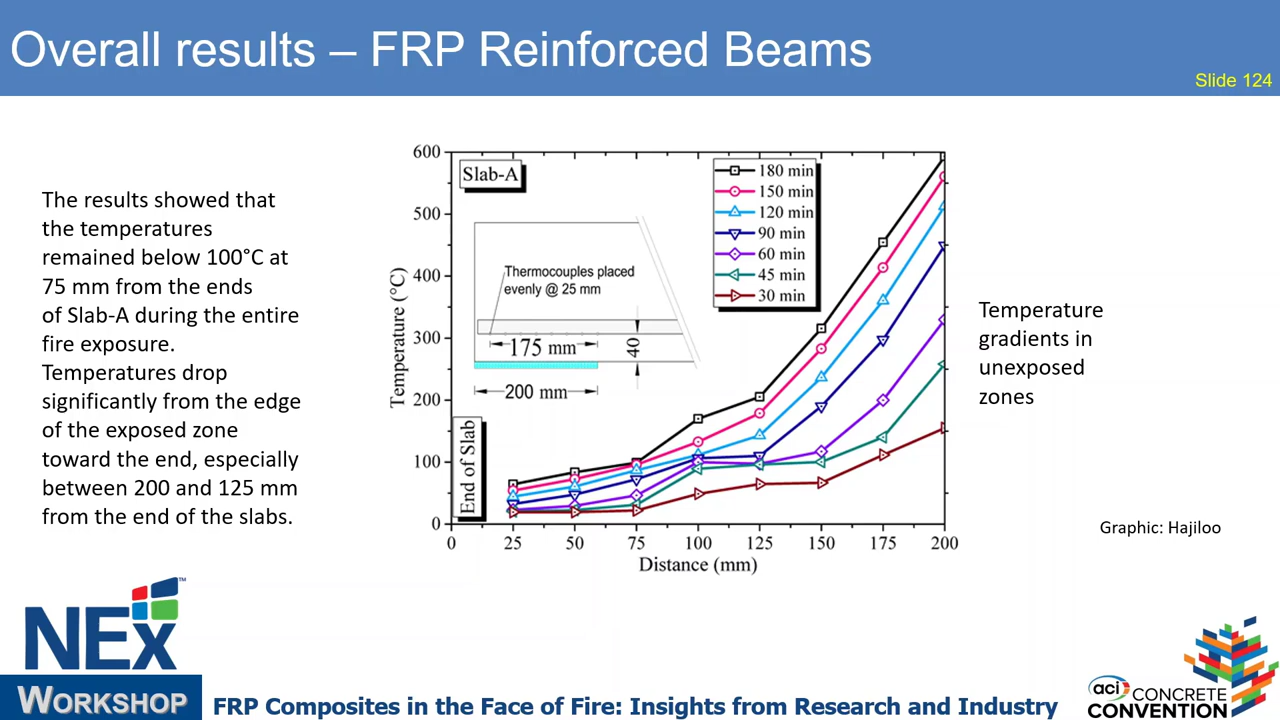 Overall results – FRP Reinforced Beams
Slide 124
The results showed that
the temperatures
remained below 100°C at
75 mm from the ends
of Slab-A during the entire
fire exposure.
Temperatures drop
significantly from the edge
of the exposed zone
toward the end, especially
between 200 and 125 mm
from the end of the slabs.
Temperature (°C)
600
500
400
300
200
100
0
Slab-A
180 min
150 min
120 min
90 min
60 min
45 min
30 min
Thermocouples placed
evenly @ 25 mm
175 mm
40
200 mm
End of Slab
0 25 50 75 100 125 150 175 200
Distance (mm)
Temperature
gradients in
unexposed
zones
Graphic: Hajiloo
NEx™
WORKSHOP
FRP Composites in the Face of Fire: Insights from Research and Industry
aci
CONCRETE
CONVENTION